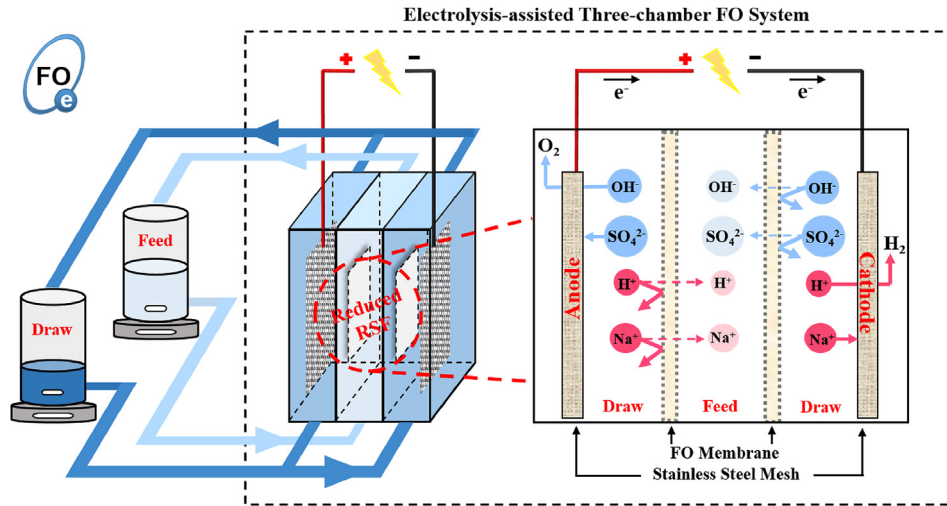 Electrolysis-assisted Three-chamber FO System
FO
e
+ -
+ -
e⁻ e⁻
O₂
OH⁻ OH⁻ OH⁻
SO₄²⁻ SO₄²⁻ SO₄²⁻
H₂
H⁺ H⁺ H⁺
Na⁺ Na⁺ Na⁺
Anode
Cathode
Feed
Draw
Reduced
RSF
Draw Feed Draw
FO Membrane
Stainless Steel Mesh